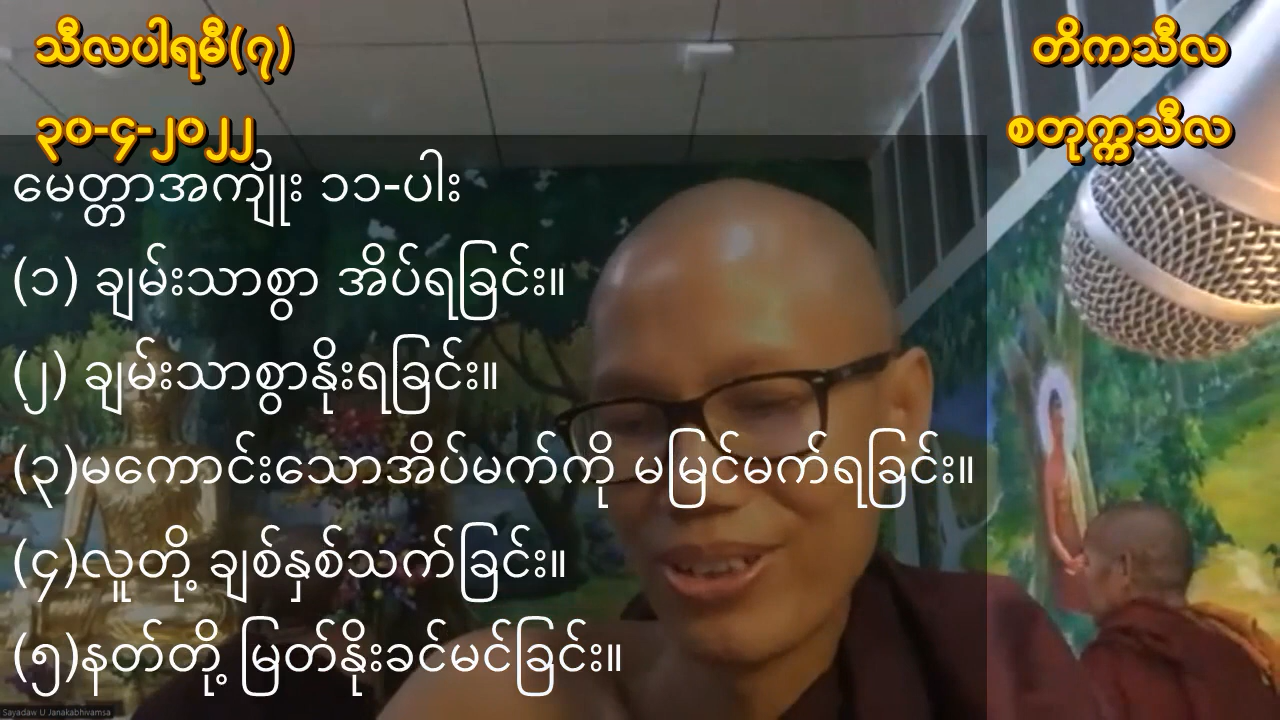 သီလပါရမီ(၇)
၃၀-၄-၂၀၂၂
တိကသီလ
စတုက္ကသီလ
မေတ္တာအကျိုး ၁၁-ပါး
(၁) ချမ်းသာစွာ အိပ်ရခြင်း။
(၂) ချမ်းသာစွာနိုးရခြင်း။
(၃)မကောင်းသောအိပ်မက်ကို မမြင်မက်ရခြင်း။
(၄)လူတို့ ချစ်နှစ်သက်ခြင်း။
(၅)နတ်တို့ မြတ်နိုးခင်မင်ခြင်း။
Sayadaw U Janakabhivamsa